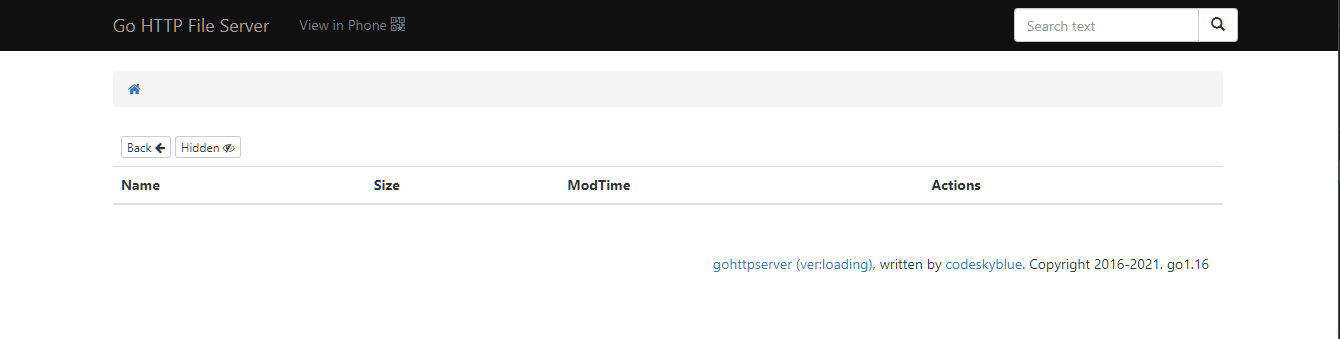 Go HTTP File Server View in Phone Search text
Back Hidden
Name Size ModTime Actions
gohttpserver (ver:loading), written by codeskyblue. Copyright 2016-2021. go1.16